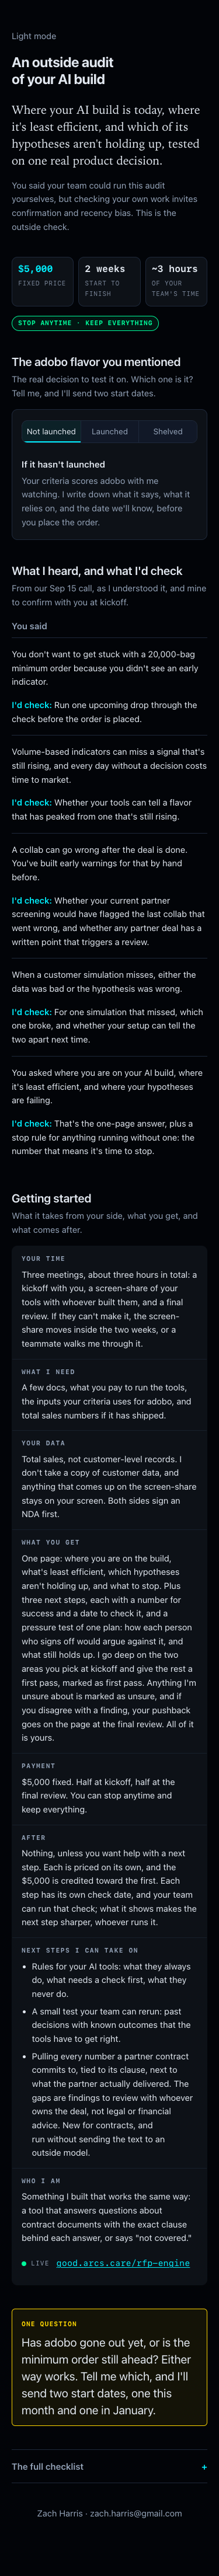 Light mode
An outside audit
of your AI build
Where your AI build is today, where
it's least efficient, and which of its
hypotheses aren't holding up, tested
on one real product decision.
You said your team could run this audit
yourselves, but checking your own work invites
confirmation and recency bias. This is the
outside check.
$5,000
FIXED PRICE
2 weeks
START TO
FINISH
~3 hours
OF YOUR
TEAM'S TIME
STOP ANYTIME · KEEP EVERYTHING
The adobo flavor you mentioned
The real decision to test it on. Which one is it?
Tell me, and I'll send two start dates.
Not launched
Launched
Shelved
If it hasn't launched
Your criteria scores adobo with me
watching. I write down what it says, what it
relies on, and the date we'll know, before
you place the order.
What I heard, and what I'd check
From our Sep 15 call, as I understood it, and mine
to confirm with you at kickoff.
You said
You don't want to get stuck with a 20,000-bag
minimum order because you didn't see an early
indicator.
I'd check: Run one upcoming drop through the
check before the order is placed.
Volume-based indicators can miss a signal that's
still rising, and every day without a decision costs
time to market.
I'd check: Whether your tools can tell a flavor
that has peaked from one that's still rising.
A collab can go wrong after the deal is done.
You've built early warnings for that by hand
before.
I'd check: Whether your current partner
screening would have flagged the last collab that
went wrong, and whether any partner deal has a
written point that triggers a review.
When a customer simulation misses, either the
data was bad or the hypothesis was wrong.
I'd check: For one simulation that missed, which
one broke, and whether your setup can tell the
two apart next time.
You asked where you are on your AI build, where
it's least efficient, and where your hypotheses
are failing.
I'd check: That's the one-page answer, plus a
stop rule for anything running without one: the
number that means it's time to stop.
Getting started
What it takes from your side, what you get, and
what comes after.
YOUR TIME
Three meetings, about three hours in total: a
kickoff with you, a screen-share of your
tools with whoever built them, and a final
review. If they can't make it, the screen-
share moves inside the two weeks, or a
teammate walks me through it.
WHAT I NEED
A few docs, what you pay to run the tools,
the inputs your criteria uses for adobo, and
total sales numbers if it has shipped.
YOUR DATA
Total sales, not customer-level records. I
don't take a copy of customer data, and
anything that comes up on the screen-share
stays on your screen. Both sides sign an
NDA first.
WHAT YOU GET
One page: where you are on the build,
what's least efficient, which hypotheses
aren't holding up, and what to stop. Plus
three next steps, each with a number for
success and a date to check it, and a
pressure test of one plan: how each person
who signs off would argue against it, and
what still holds up. I go deep on the two
areas you pick at kickoff and give the rest a
first pass, marked as first pass. Anything I'm
unsure about is marked as unsure, and if
you disagree with a finding, your pushback
goes on the page at the final review. All of it
is yours.
PAYMENT
$5,000 fixed. Half at kickoff, half at the
final review. You can stop anytime and
keep everything.
AFTER
Nothing, unless you want help with a next
step. Each is priced on its own, and the
$5,000 is credited toward the first. Each
step has its own check date, and your team
can run that check; what it shows makes the
next step sharper, whoever runs it.
NEXT STEPS I CAN TAKE ON
• Rules for your AI tools: what they always
do, what needs a check first, what they
never do.
• A small test your team can rerun: past
decisions with known outcomes that the
tools have to get right.
• Pulling every number a partner contract
commits to, tied to its clause, next to
what the partner actually delivered. The
gaps are findings to review with whoever
owns the deal, not legal or financial
advice. New for contracts, and
run without sending the text to an
outside model.
WHO I AM
Something I built that works the same way:
a tool that answers questions about
contract documents with the exact clause
behind each answer, or says "not covered."
LIVE good.arcs.care/rfp-engine
ONE QUESTION
Has adobo gone out yet, or is the
minimum order still ahead? Either
way works. Tell me which, and I'll
send two start dates, one this
month and one in January.
The full checklist +
Zach Harris · zach.harris@gmail.com